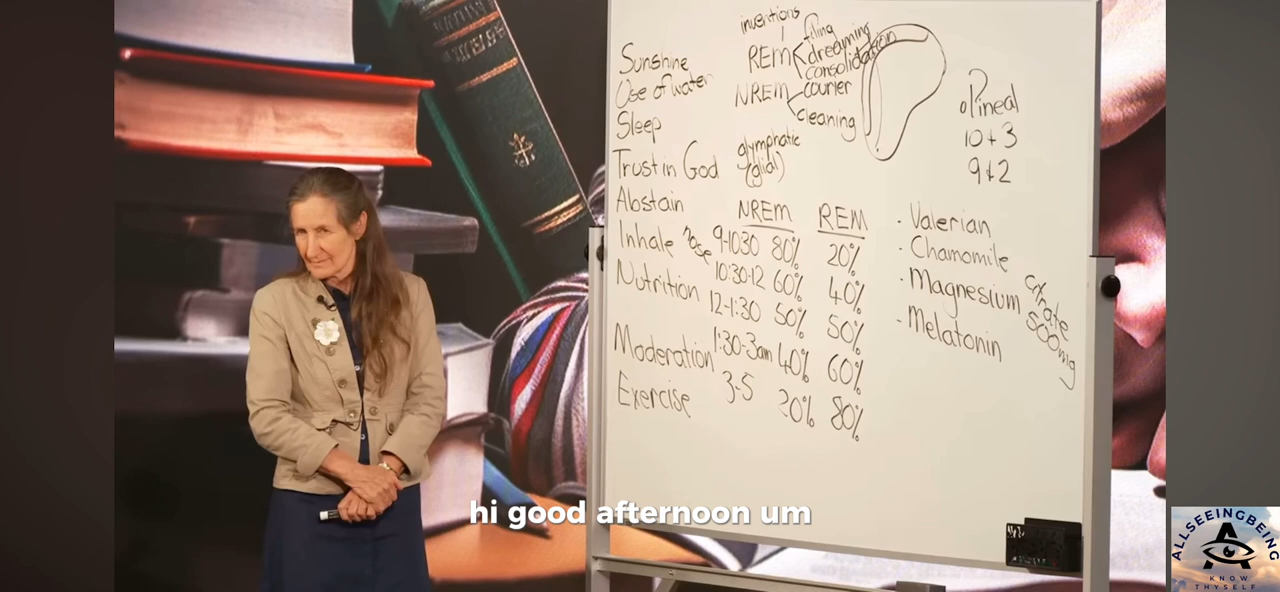 inventions
REM
filing
dreaming
consolidation
NREM
courier
cleaning
glymphatic
(glial)
Sunshine
Use of water
Sleep
Trust in God
Abstain
Inhale nose
Nutrition
Moderation
Exercise
NREM REM
9-1030 80% 20%
10:30-12 60% 40%
12-1:30 50% 50%
1:30-3am 40% 60%
3-5 20% 80%
Pineal
10+3
9+2
· Valerian
· Chamomile
· Magnesium citrate 500mg
· Melatonin
hi good afternoon um
ALLSEEINGBEING
KNOW
THYSELF